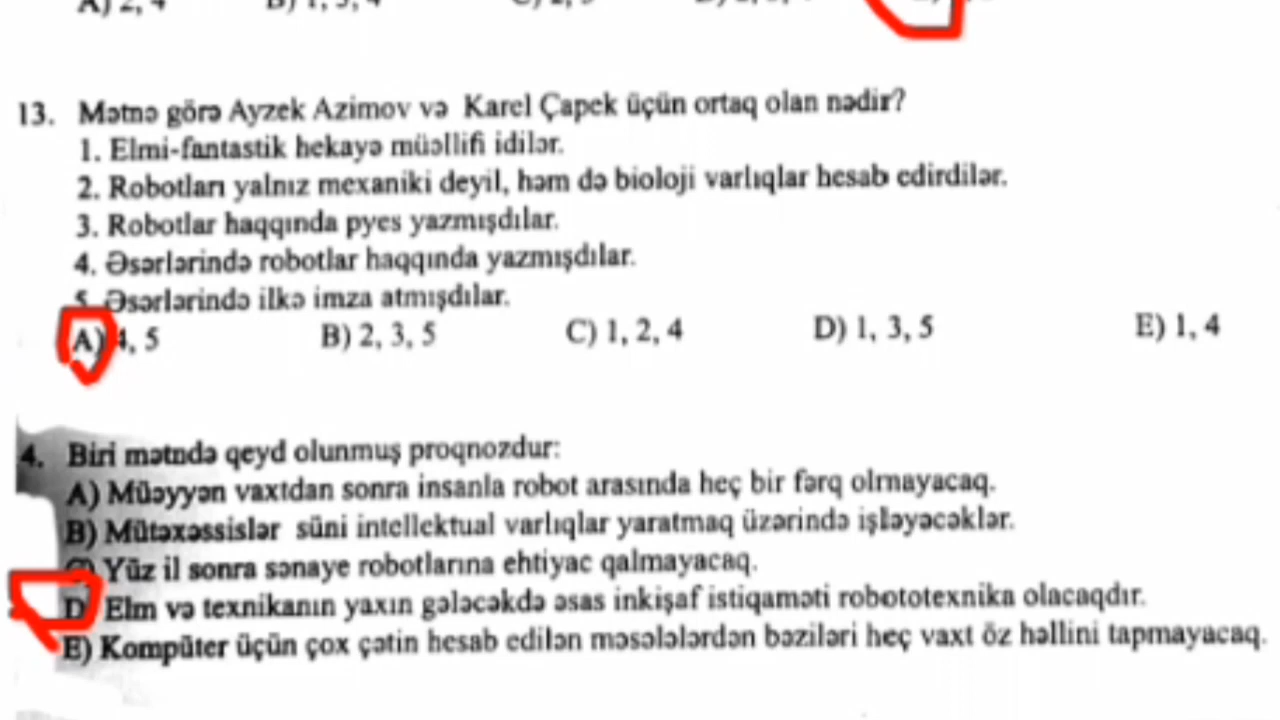 13. Mətnə görə Ayzek Azimov və Karel Çapek üçün ortaq olan nədir?
1. Elmi-fantastik hekayə müəllifi idilər.
2. Robotları yalnız mexaniki deyil, həm də bioloji varlıqlar hesab edirdilər.
3. Robotlar haqqında pyes yazmışdılar.
4. Əsərlərində robotlar haqqında yazmışdılar.
5. Əsərlərində ilkə imza atmışdılar.
A) 4, 5 B) 2, 3, 5 C) 1, 2, 4 D) 1, 3, 5 E) 1, 4
4. Biri mətndə qeyd olunmuş proqnozdur:
A) Müəyyən vaxtdan sonra insanla robot arasında heç bir fərq olmayacaq.
B) Mütəxəssislər süni intellektual varlıqlar yaratmaq üzərində işləyəcəklər.
C) Yüz il sonra sənaye robotlarına ehtiyac qalmayacaq.
D Elm və texnikanın yaxın gələcəkdə əsas inkişaf istiqaməti robototexnika olacaqdır.
E) Kompüter üçün çox çətin hesab edilən məsələlərdən bəziləri heç vaxt öz həllini tapmayacaq.